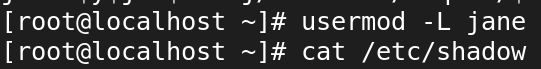 [root@localhost ~]# usermod -L jane
[root@localhost ~]# cat /etc/shadow